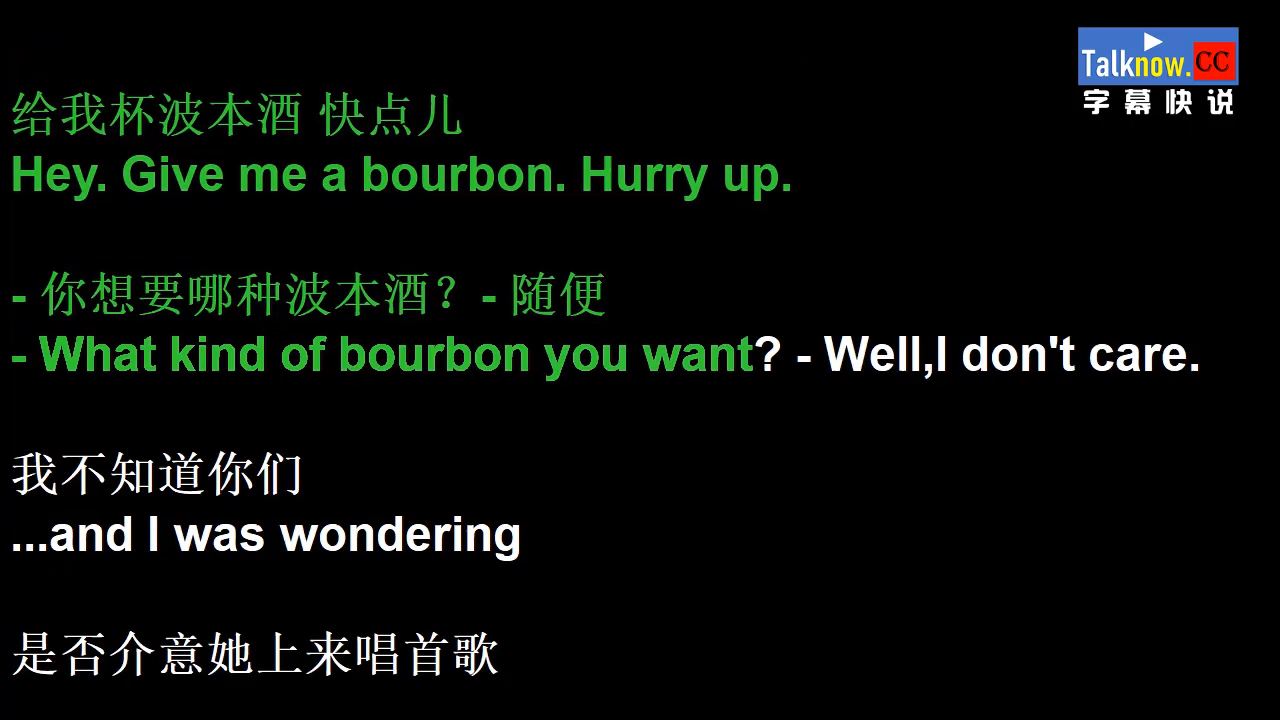 Talknow.CC
字幕快说
给我杯波本酒 快点儿
Hey. Give me a bourbon. Hurry up.
- 你想要哪种波本酒？- 随便
- What kind of bourbon you want? - Well,I don't care.
我不知道你们
...and I was wondering
是否介意她上来唱首歌